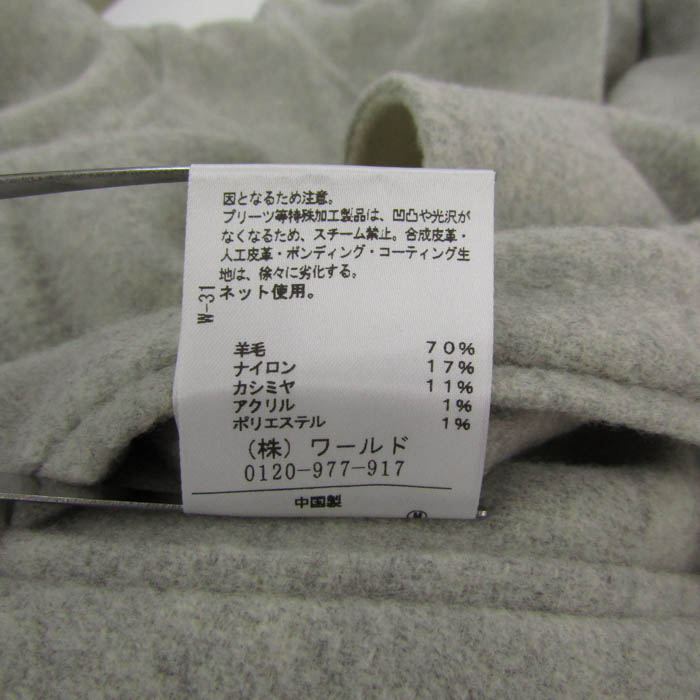 因となるため注意。
プリーツ等特殊加工製品は、凹凸や光沢が
なくなるため、スチーム禁止。合成皮革・
人工皮革・ボンディング・コーティング生
地は、徐々に劣化する。
ネット使用。
W-31
羊毛 70%
ナイロン 17%
カシミヤ 11%
アクリル 1%
ポリエステル 1%
(株) ワールド
0120-977-917
中国製
M